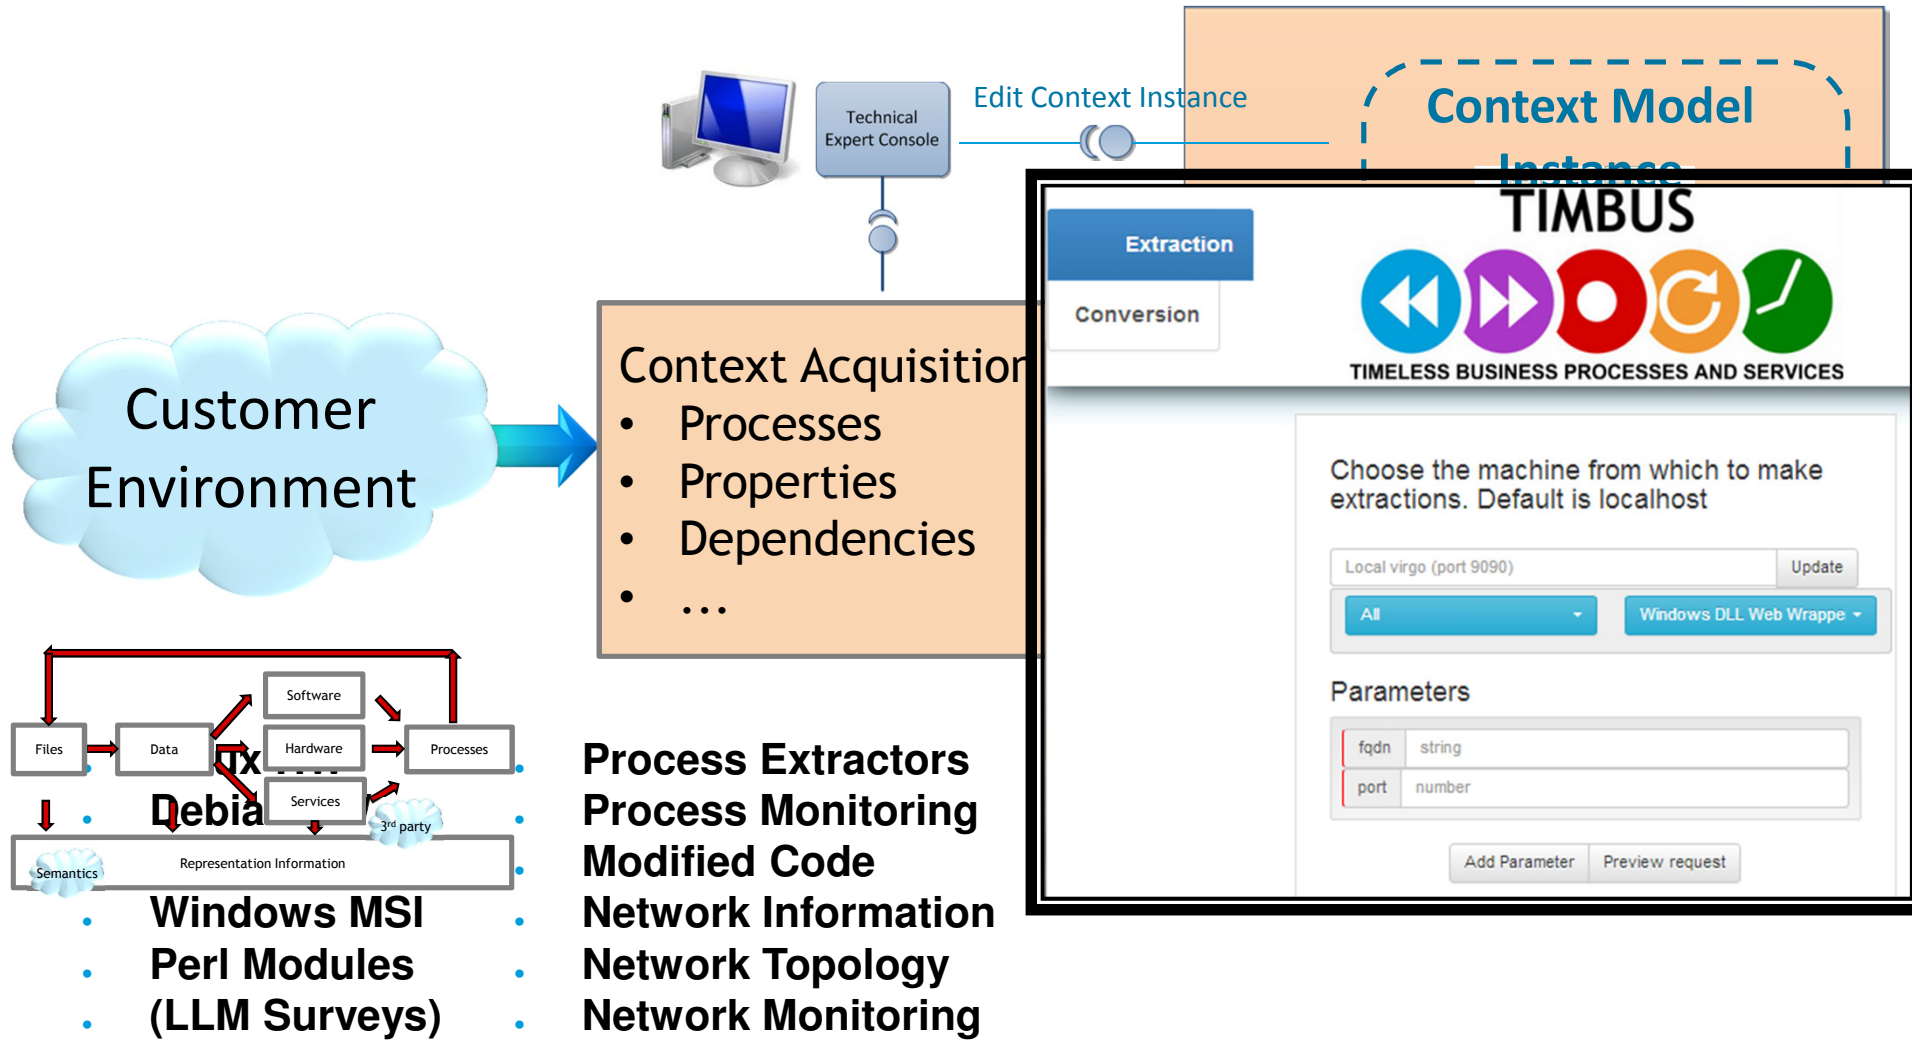 Technical
Expert Console
Edit Context Instance
Context Model
Instance
Customer
Environment
Context Acquisition
• Processes
• Properties
• Dependencies
• ...
Extraction
Conversion
TIMBUS
TIMELESS BUSINESS PROCESSES AND SERVICES
Choose the machine from which to make
extractions. Default is localhost
Local virgo (port 9090)
Update
All
Windows DLL Web Wrappe
Parameters
fqdn string
port number
Add Parameter
Preview request
Software
Files
Data
Hardware
Processes
Services
3rd party
Representation Information
Semantics
• Windows MSI
• Perl Modules
• (LLM Surveys)
• Process Extractors
• Process Monitoring
• Modified Code
• Network Information
• Network Topology
• Network Monitoring